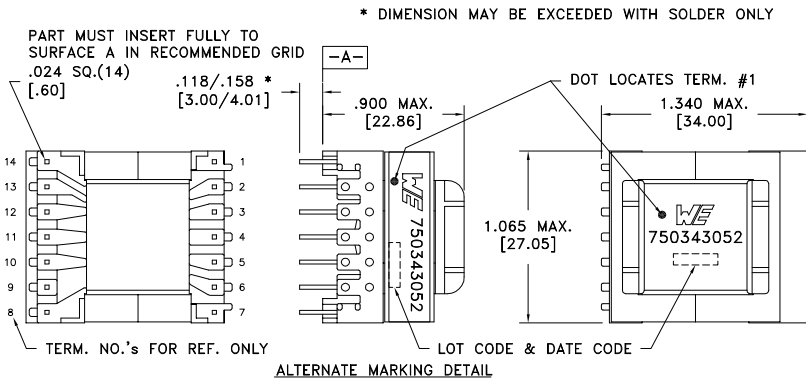 * DIMENSION MAY BE EXCEEDED WITH SOLDER ONLY
PART MUST INSERT FULLY TO
SURFACE A IN RECOMMENDED GRID
.024 SQ.(14)
[.60]
.118/.158 *
[3.00/4.01]
-A-
.900 MAX.
[22.86]
DOT LOCATES TERM. #1
1.340 MAX.
[34.00]
14
13
12
11
10
9
8
1
2
3
4
5
6
7
WE 750343052
1.065 MAX.
[27.05]
WE
750343052
TERM. NO.'s FOR REF. ONLY
LOT CODE & DATE CODE
ALTERNATE MARKING DETAIL